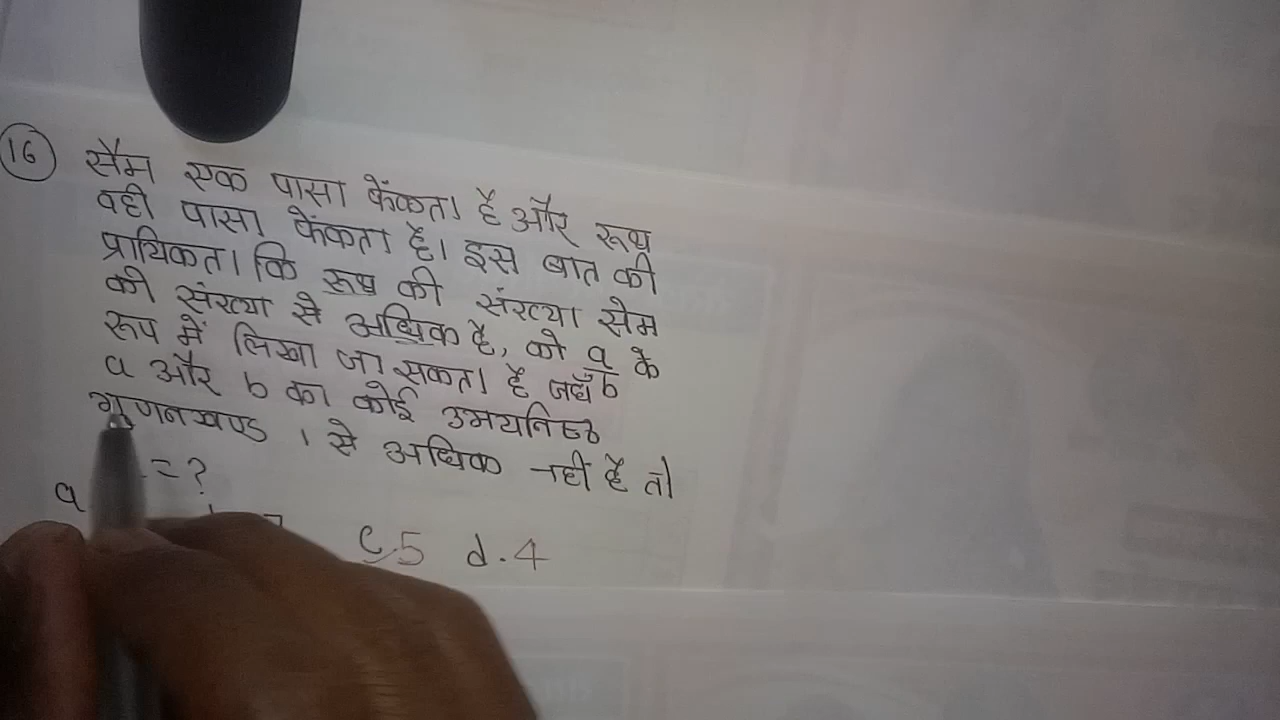 16 सैम एक पासा फेंकता है और रूथ
वही पासा फेंकता है। इस बात की
प्रायिकता कि रूथ की संख्या सैम
की संख्या से अधिक है, को a/b के
रूप में लिखा जा सकता है जहाँ
a और b का कोई उभयनिष्ठ
गुणनखण्ड 1 से अधिक नहीं है तो
= ?
a
c. 5 d. 4